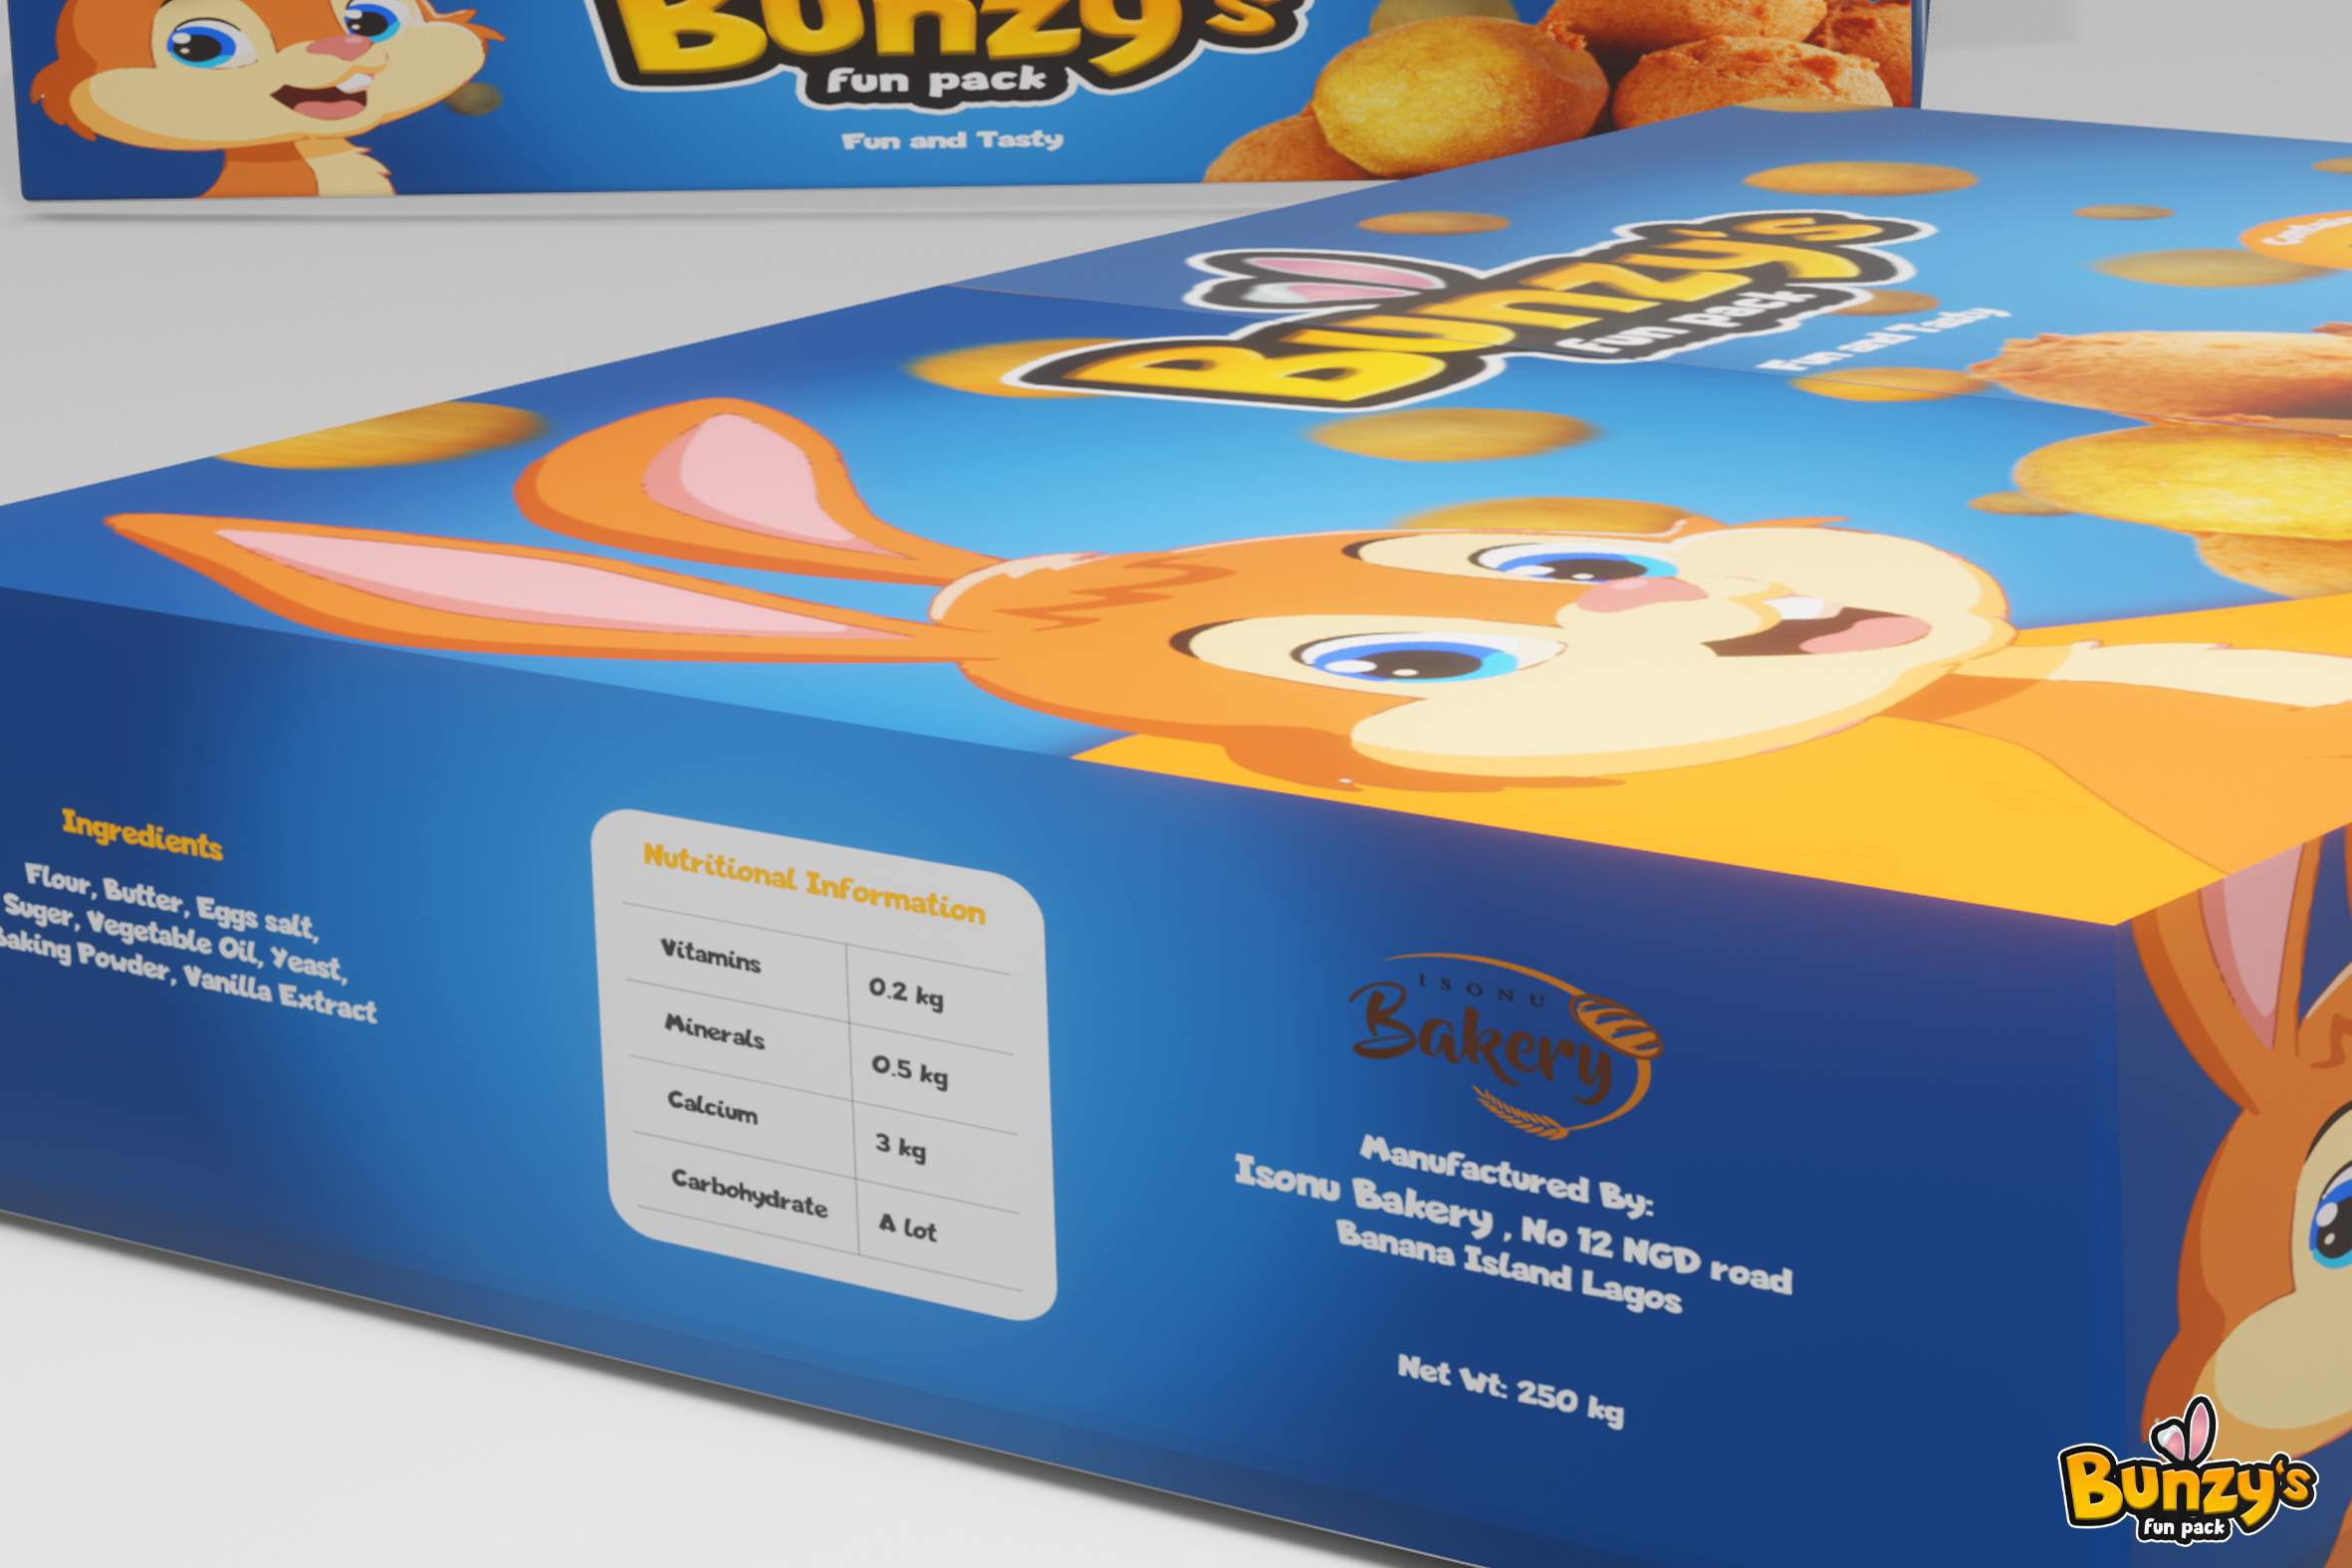 Bunzy's
fun pack
Fun and Tasty
Bunzy's
fun pack
Fun and Tasty
Ingredients
Flour, Butter, Eggs salt,
Suger, Vegetable Oil, Yeast,
Baking Powder, Vanilla Extract
Nutritional Information
Vitamins 0.2 kg
Minerals 0.5 kg
Calcium 3 kg
Carbohydrate A lot
ISONU
Bakery
Manufactured By:
Isonu Bakery , No 12 NGD road
Banana Island Lagos
Net Wt: 250 kg
Bunzy's
fun pack